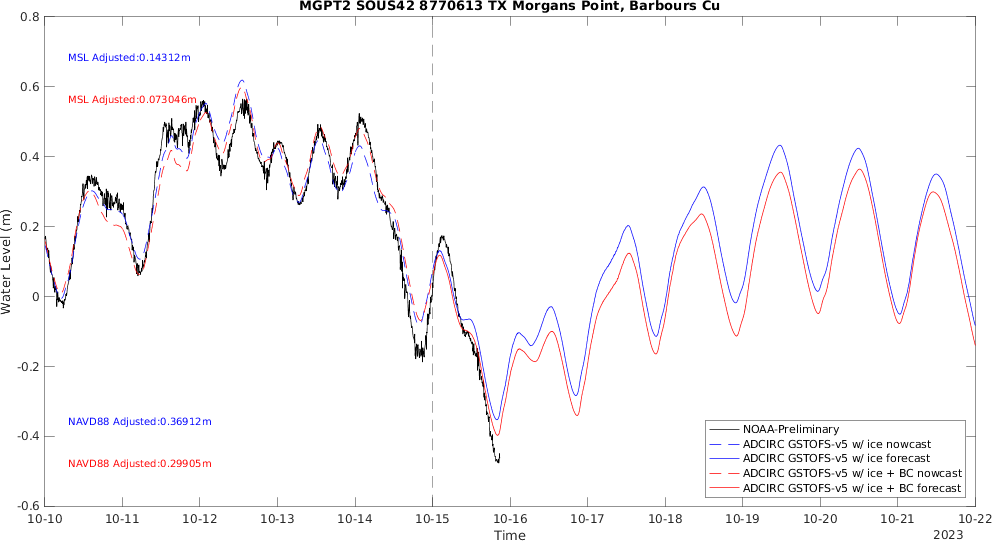 MGPT2 SOUS42 8770613 TX Morgans Point, Barbours Cu
Water Level (m)
0.8
0.6
0.4
0.2
0
-0.2
-0.4
-0.6
MSL Adjusted:0.14312m
MSL Adjusted:0.073046m
NAVD88 Adjusted:0.36912m
NAVD88 Adjusted:0.29905m
NOAA-Preliminary
ADCIRC GSTOFS-v5 w/ ice nowcast
ADCIRC GSTOFS-v5 w/ ice forecast
ADCIRC GSTOFS-v5 w/ ice + BC nowcast
ADCIRC GSTOFS-v5 w/ ice + BC forecast
10-10 10-11 10-12 10-13 10-14 10-15 10-16 10-17 10-18 10-19 10-20 10-21 10-22
Time
2023